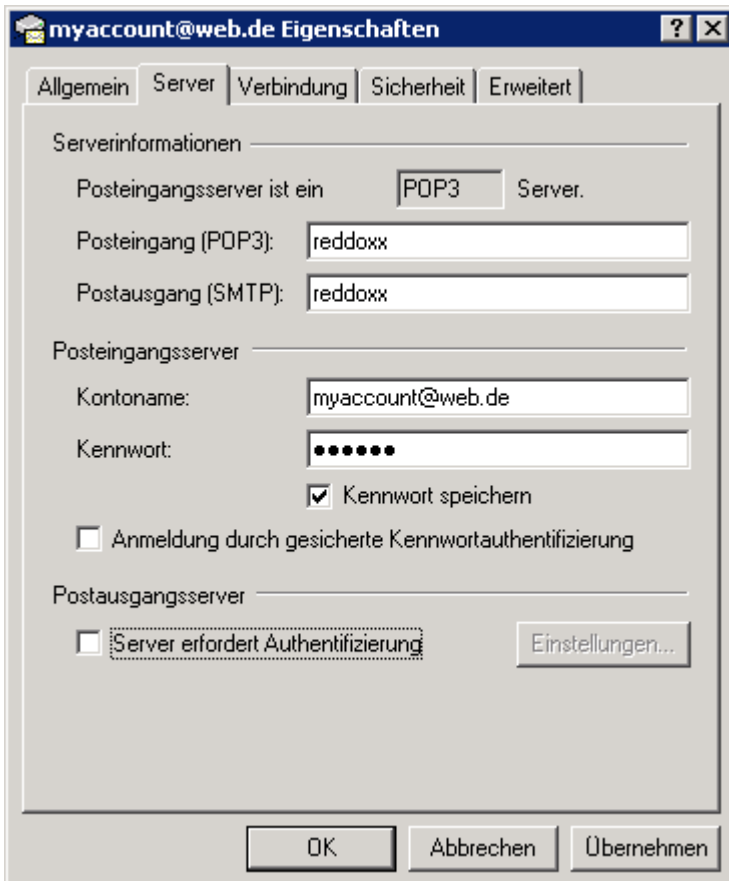 myaccount@web.de Eigenschaften
Allgemein Server Verbindung Sicherheit Erweitert
Serverinformationen
Posteingangsserver ist ein POP3 Server.
Posteingang (POP3): reddoxx
Postausgang (SMTP): reddoxx
Posteingangsserver
Kontoname: myaccount@web.de
Kennwort: ●●●●●●
Kennwort speichern
Anmeldung durch gesicherte Kennwortauthentifizierung
Postausgangsserver
Server erfordert Authentifizierung Einstellungen...
OK Abbrechen Übernehmen